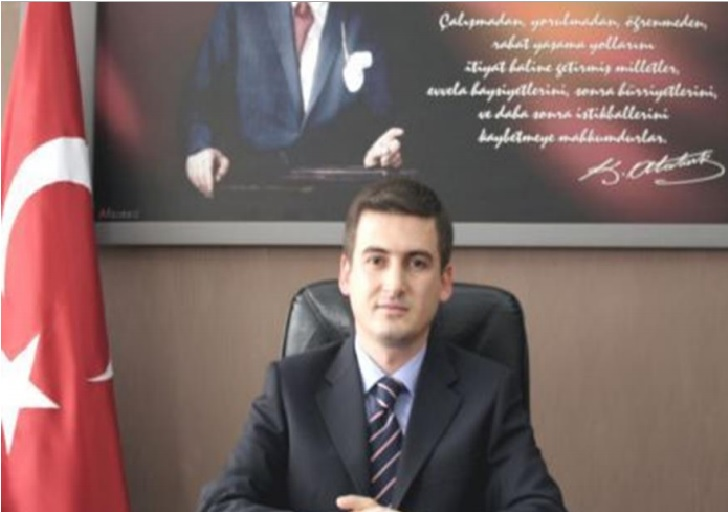 Çalışmadan, yorulmadan, öğrenmeden,
rahat yaşama yollarını
itiyat haline getirmiş milletler,
evvela haysiyetlerini, sonra hürriyetlerini,
ve daha sonra istikballerini
kaybetmeye mahkumdurlar.
K. Atatürk